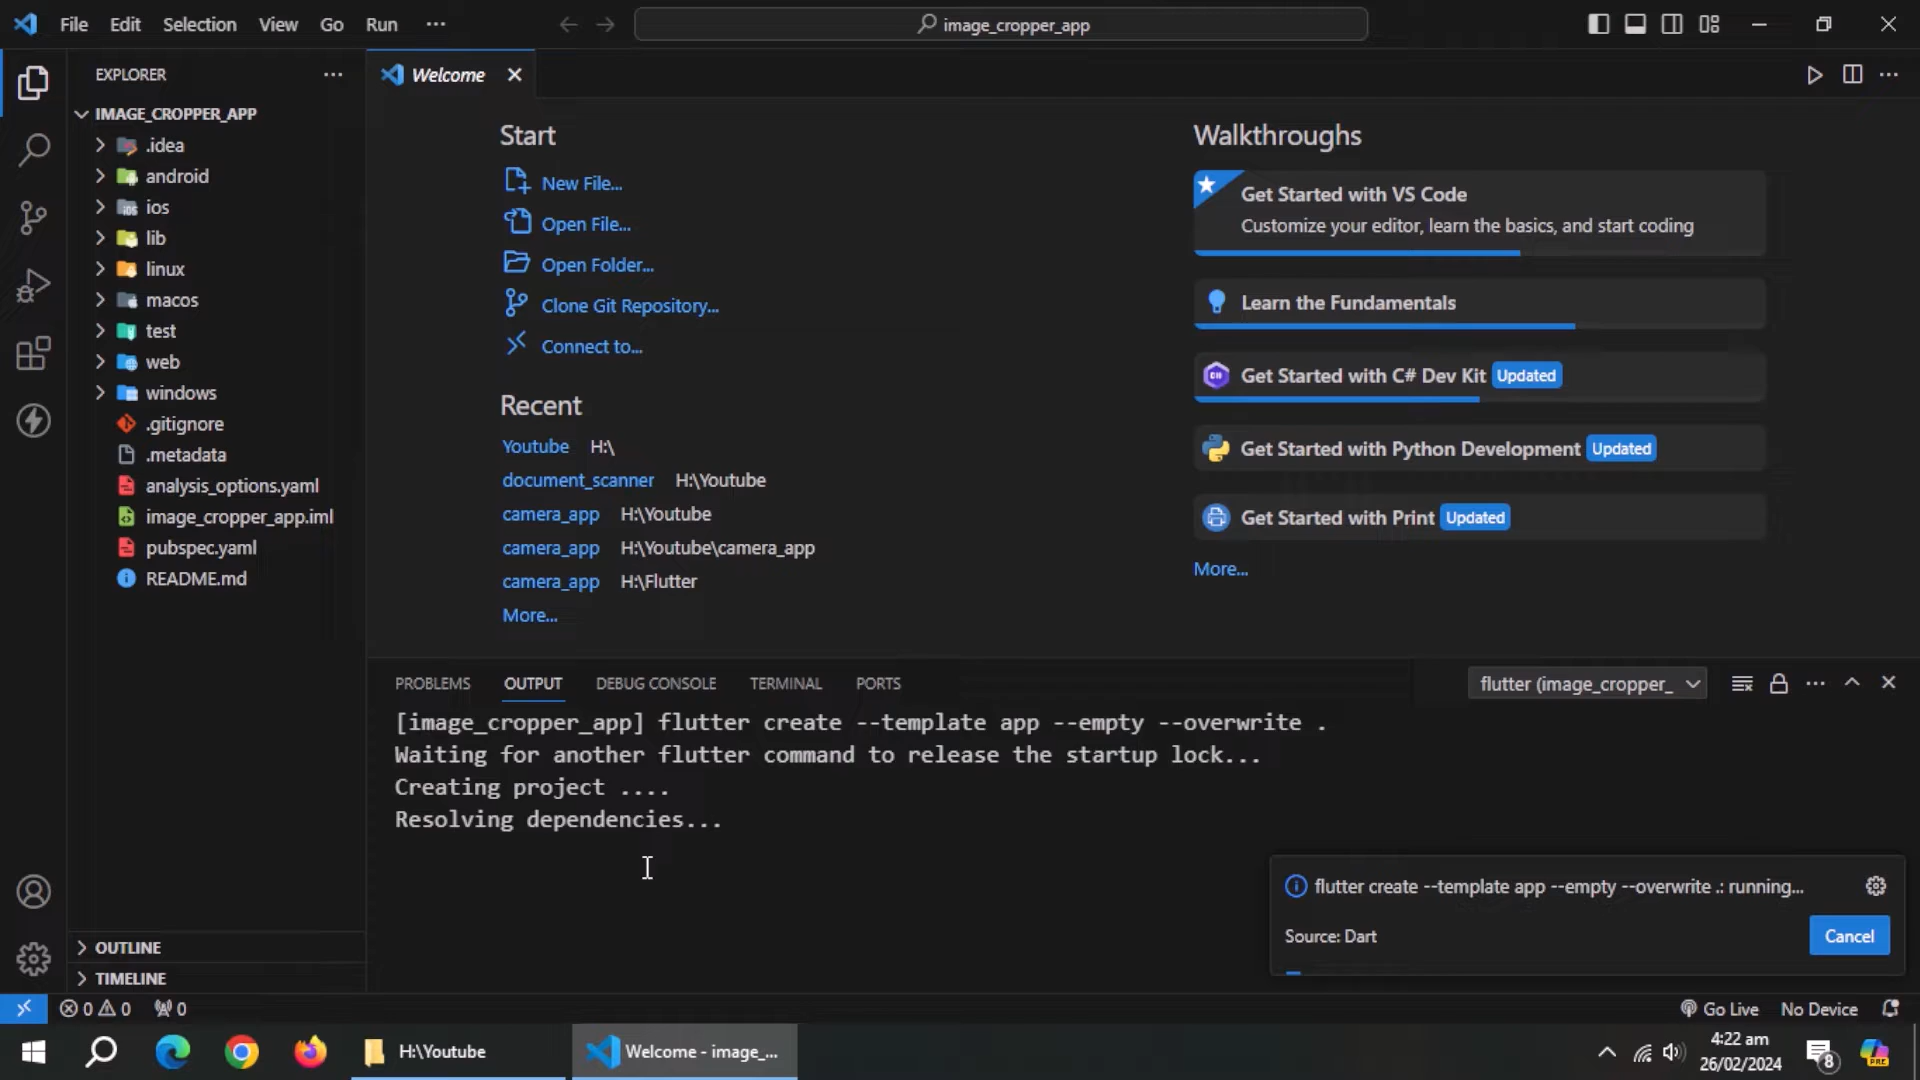 File Edit Selection View Go Run ···
image_cropper_app
EXPLORER
Welcome
IMAGE_CROPPER_APP
.idea
android
ios
lib
linux
macos
test
web
windows
.gitignore
.metadata
analysis_options.yaml
image_cropper_app.iml
pubspec.yaml
README.md
OUTLINE
TIMELINE
Start
New File...
Open File...
Open Folder...
Clone Git Repository...
Connect to...
Recent
Youtube H:\
document_scanner H:\Youtube
camera_app H:\Youtube
camera_app H:\Youtube\camera_app
camera_app H:\Flutter
More...
Walkthroughs
Get Started with VS Code
Customize your editor, learn the basics, and start coding
Learn the Fundamentals
Get Started with C# Dev Kit Updated
Get Started with Python Development Updated
Get Started with Print Updated
More...
PROBLEMS OUTPUT DEBUG CONSOLE TERMINAL PORTS
flutter (image_cropper_
[image_cropper_app] flutter create --template app --empty --overwrite .
Waiting for another flutter command to release the startup lock...
Creating project ....
Resolving dependencies...
flutter create --template app --empty --overwrite .: running...
Source: Dart
Cancel
0 0 0
Go Live No Device
H:\Youtube
Welcome - image_...
4:22 am
26/02/2024
8
PRE